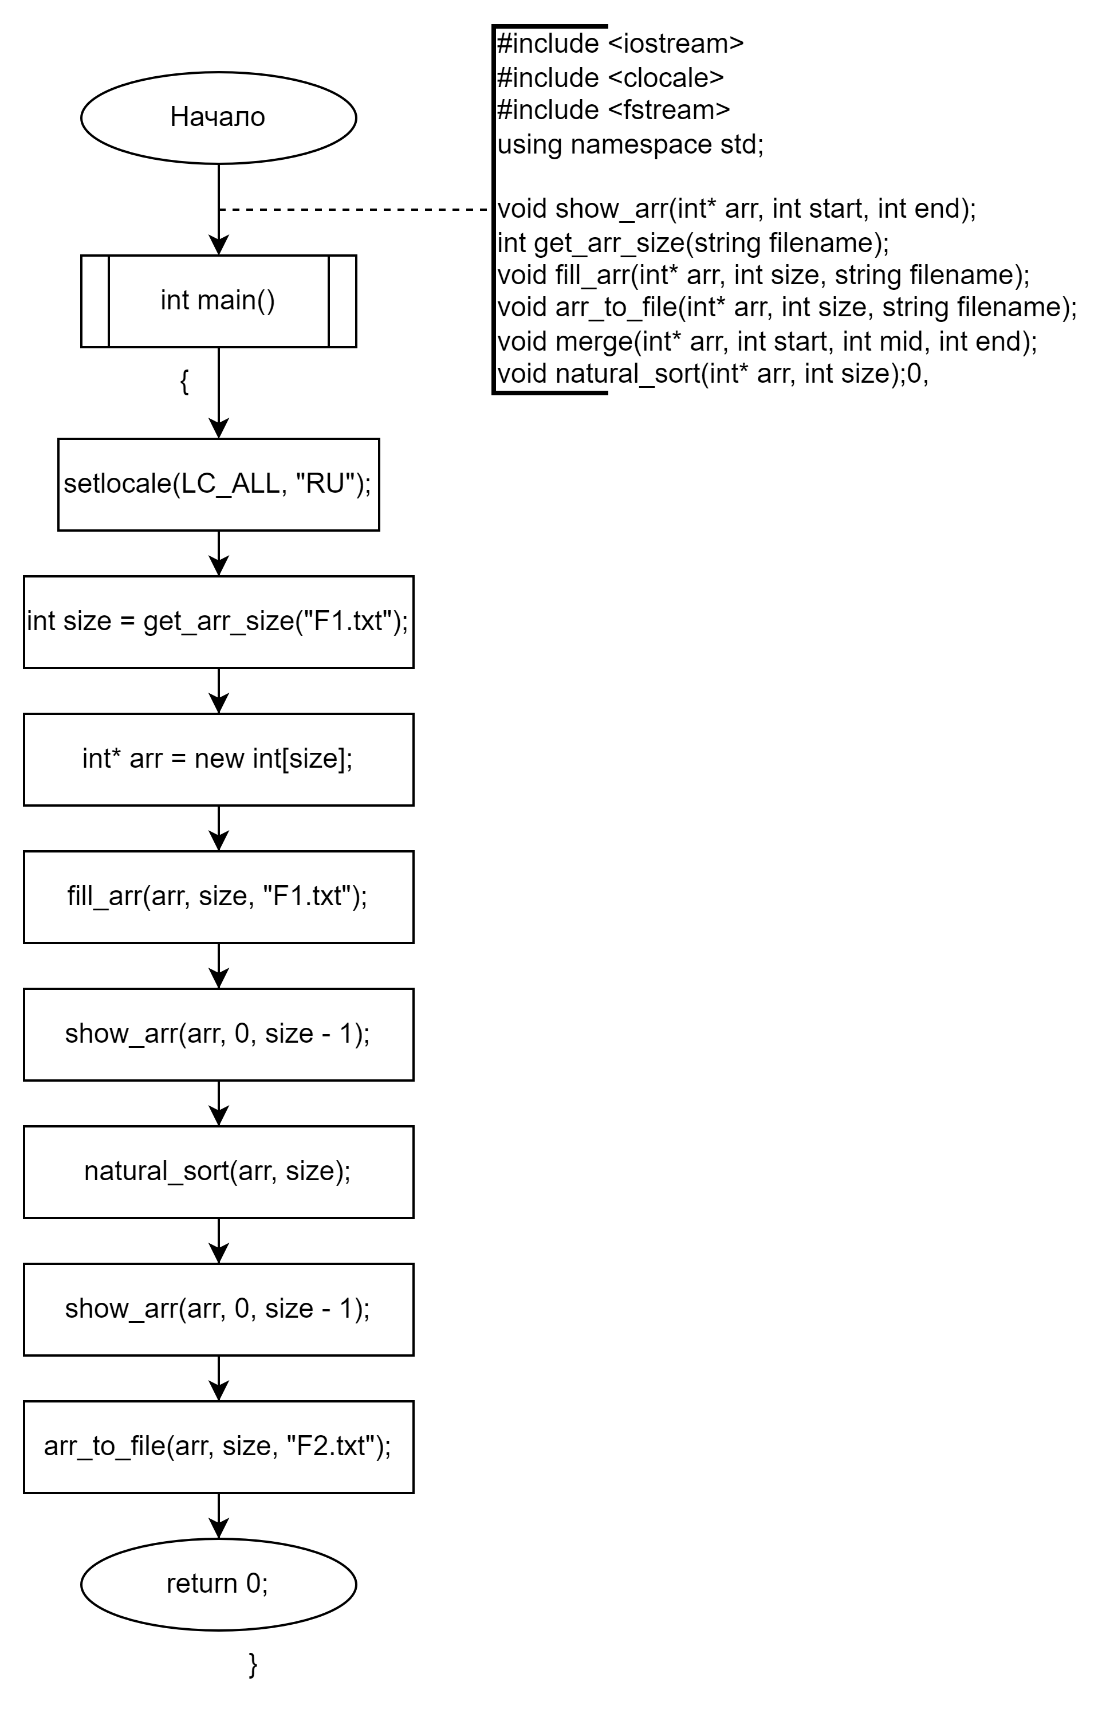 Начало
#include <iostream>
#include <clocale>
#include <fstream>
using namespace std;
void show_arr(int* arr, int start, int end);
int get_arr_size(string filename);
void fill_arr(int* arr, int size, string filename);
void arr_to_file(int* arr, int size, string filename);
void merge(int* arr, int start, int mid, int end);
void natural_sort(int* arr, int size);0,
int main()
{
setlocale(LC_ALL, "RU");
int size = get_arr_size("F1.txt");
int* arr = new int[size];
fill_arr(arr, size, "F1.txt");
show_arr(arr, 0, size - 1);
natural_sort(arr, size);
show_arr(arr, 0, size - 1);
arr_to_file(arr, size, "F2.txt");
return 0;
}